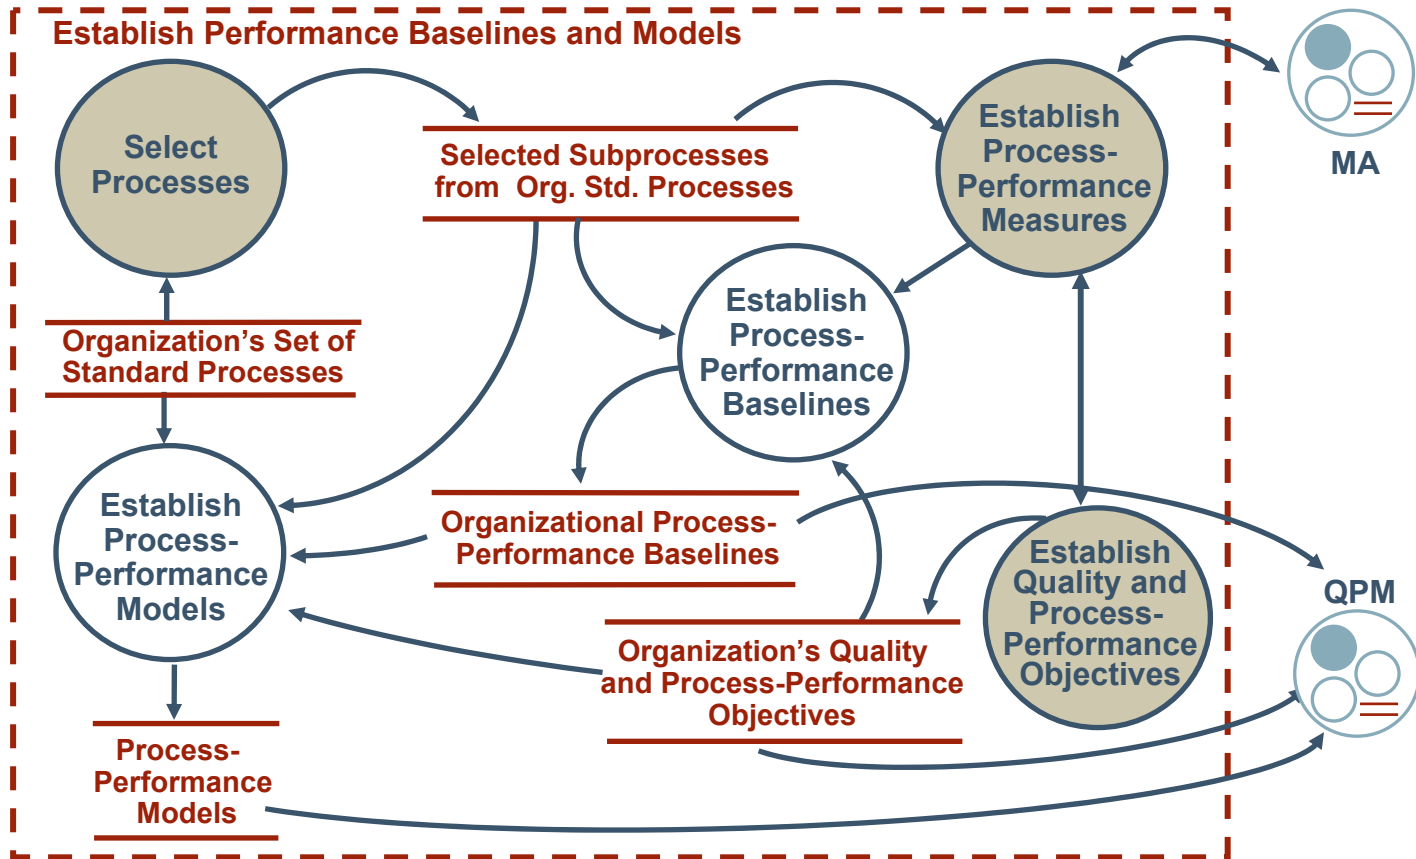 Establish Performance Baselines and Models
Select
Processes
Selected Subprocesses
from Org. Std. Processes
Establish
Process-
Performance
Measures
MA
Organization's Set of
Standard Processes
Establish
Process-
Performance
Baselines
Establish
Process-
Performance
Models
Organizational Process-
Performance Baselines
Establish
Quality and
Process-
Performance
Objectives
QPM
Organization's Quality
and Process-Performance
Objectives
Process-
Performance
Models